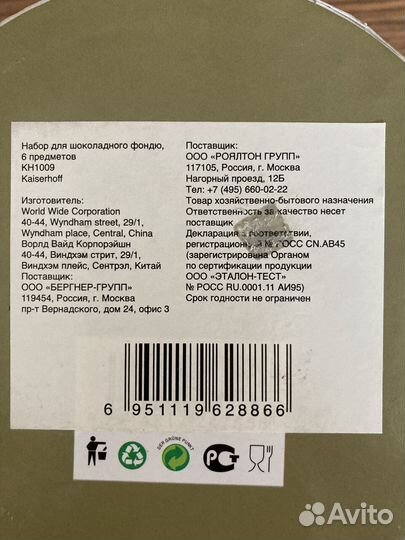 Набор для шоколадного фондю,
6 предметов
КН1009
Kaiserhoff
Изготовитель:
World Wide Corporation
40-44, Wyndham street, 29/1,
Wyndham place, Central, China
Ворлд Вайд Корпорэйшн
40-44, Виндхэм стрит, 29/1,
Виндхэм плейс, Сентрэл, Китай
Поставщик:
ООО «БЕРГНЕР-ГРУПП»
119454, Россия, г. Москва
пр-т Вернадского, дом 24, офис 3
Поставщик:
ООО «РОЯЛТОН ГРУПП"
117105, Россия, г. Москва
Нагорный проезд, 12Б
Тел: +7 (495) 660-02-22
Товар хозяйственно-бытового назначения
Ответственность за качество несет
поставщик
Декларация о соответствии,
регистрационный № РОСС CN.АВ45
(зарегистрирована Органом
по сертификации продукции
ООО «ЭТАЛОН-ТЕСТ»
№ РОСС RU.0001.11 АИ95)
Срок годности не ограничен
6 951119 628866
DER GRÜNE PUNKT
РСТ
Avito